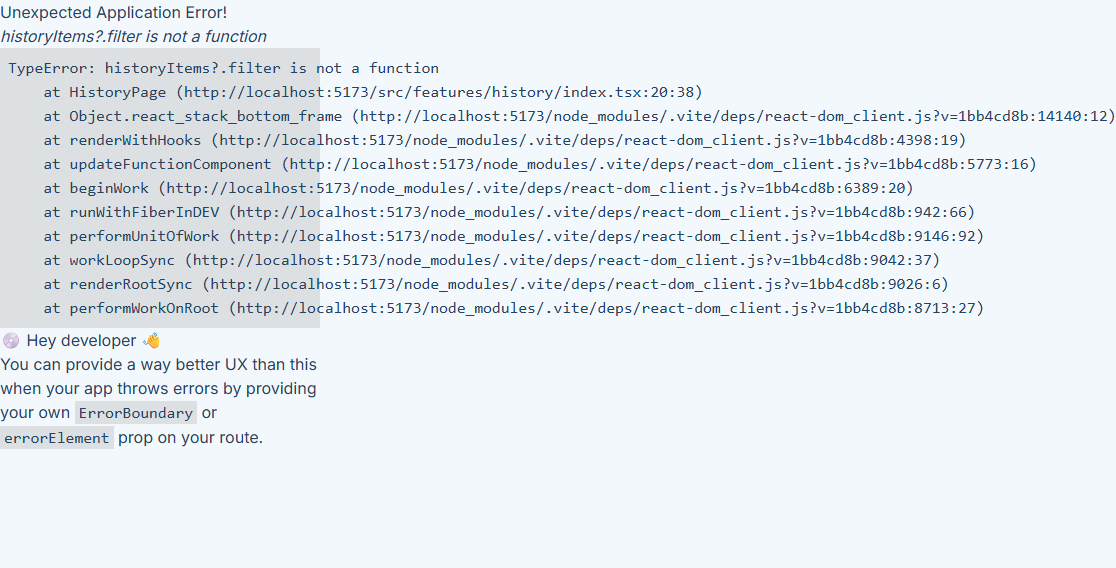 Unexpected Application Error!
historyItems?.filter is not a function
TypeError: historyItems?.filter is not a function
    at HistoryPage (http://localhost:5173/src/features/history/index.tsx:20:38)
    at Object.react_stack_bottom_frame (http://localhost:5173/node_modules/.vite/deps/react-dom_client.js?v=1bb4cd8b:14140:12)
    at renderWithHooks (http://localhost:5173/node_modules/.vite/deps/react-dom_client.js?v=1bb4cd8b:4398:19)
    at updateFunctionComponent (http://localhost:5173/node_modules/.vite/deps/react-dom_client.js?v=1bb4cd8b:5773:16)
    at beginWork (http://localhost:5173/node_modules/.vite/deps/react-dom_client.js?v=1bb4cd8b:6389:20)
    at runWithFiberInDEV (http://localhost:5173/node_modules/.vite/deps/react-dom_client.js?v=1bb4cd8b:942:66)
    at performUnitOfWork (http://localhost:5173/node_modules/.vite/deps/react-dom_client.js?v=1bb4cd8b:9146:92)
    at workLoopSync (http://localhost:5173/node_modules/.vite/deps/react-dom_client.js?v=1bb4cd8b:9042:37)
    at renderRootSync (http://localhost:5173/node_modules/.vite/deps/react-dom_client.js?v=1bb4cd8b:9026:6)
    at performWorkOnRoot (http://localhost:5173/node_modules/.vite/deps/react-dom_client.js?v=1bb4cd8b:8713:27)
💿 Hey developer 👋
You can provide a way better UX than this
when your app throws errors by providing
your own ErrorBoundary or
errorElement prop on your route.